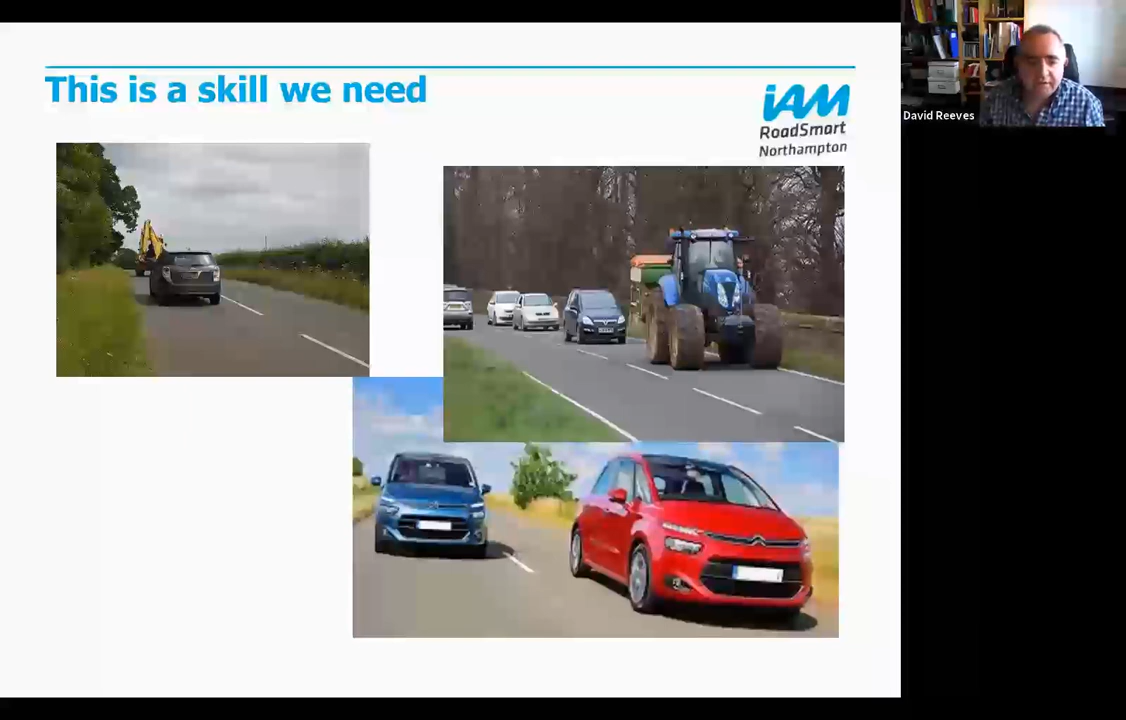 This is a skill we need
iAM
RoadSmart
Northampton
David Reeves